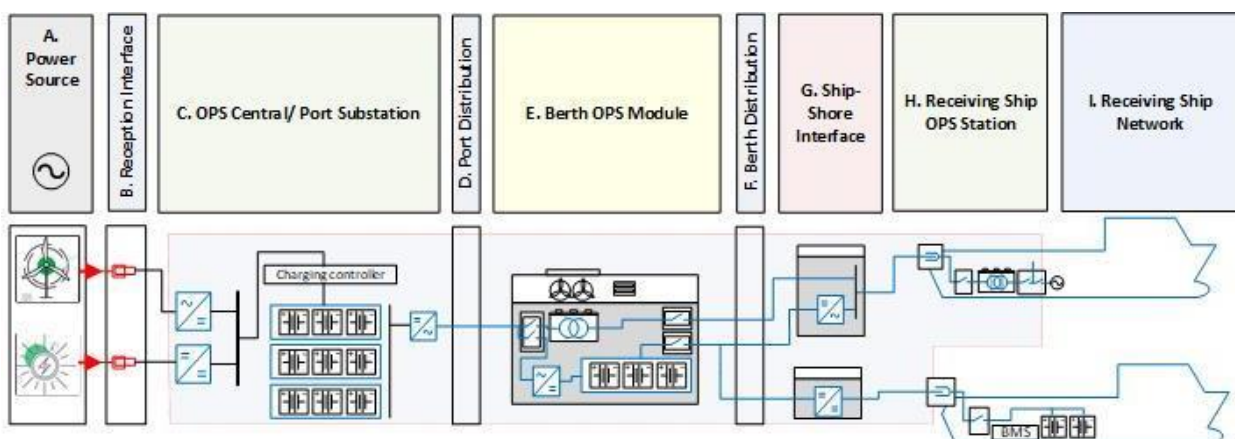 A.
Power
Source
B. Reception Interface
C. OPS Central/ Port Substation
D. Port Distribution
E. Berth OPS Module
F. Berth Distribution
G. Ship-
Shore
Interface
H. Receiving Ship
OPS Station
I. Receiving Ship
Network
Charging controller
BMS